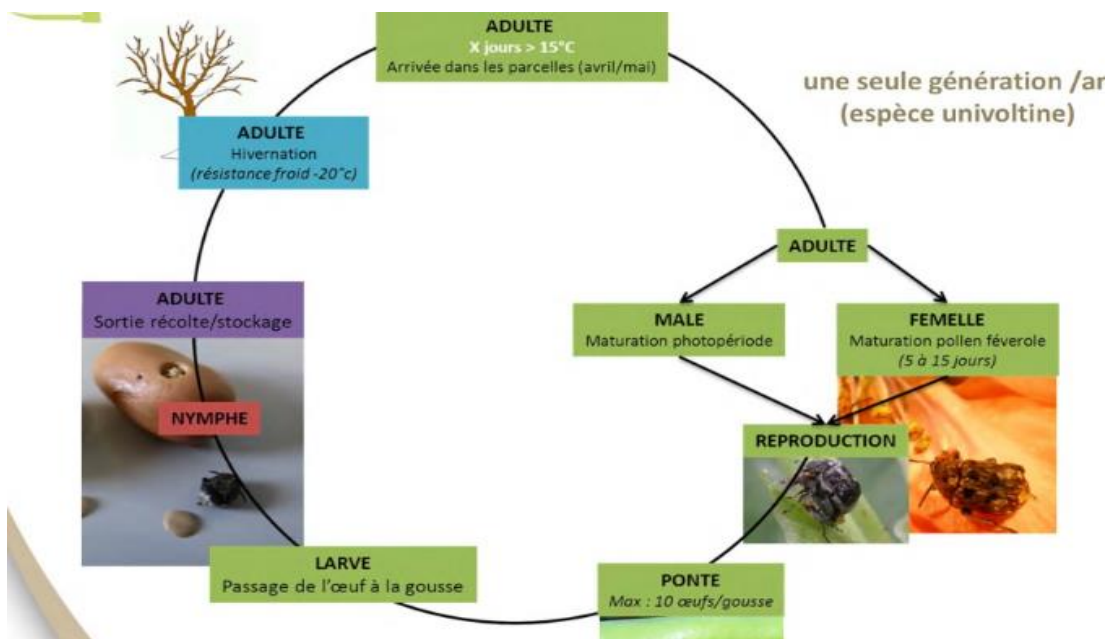 ADULTE
X jours > 15°C
Arrivée dans les parcelles (avril/mai)
une seule génération /an
(espèce univoltine)
ADULTE
Hivernation
(résistance froid -20°c)
ADULTE
ADULTE
Sortie récolte/stockage
MALE
Maturation photopériode
FEMELLE
Maturation pollen féverole
(5 à 15 jours)
NYMPHE
REPRODUCTION
LARVE
Passage de l'œuf à la gousse
PONTE
Max : 10 œufs/gousse